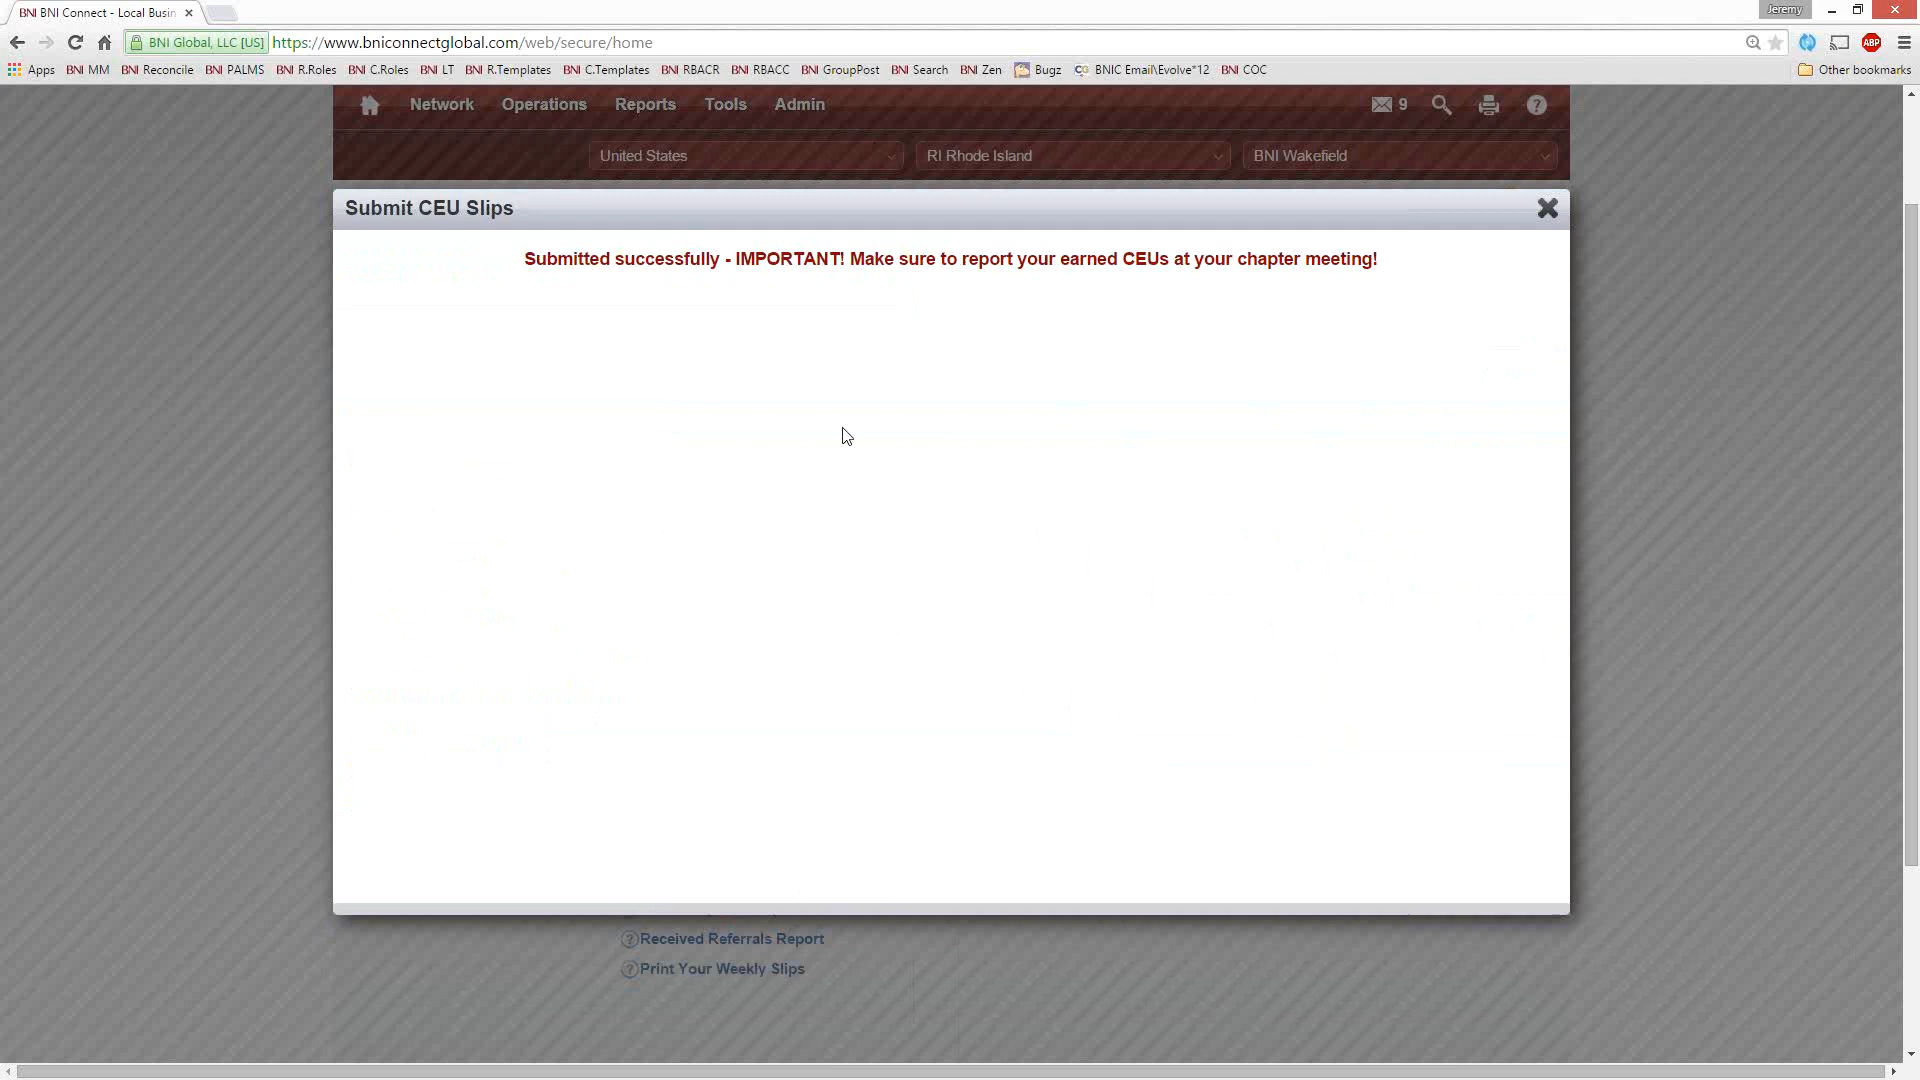 BNI BNI Connect - Local Busin
Jeremy
BNI Global, LLC [US] https://www.bniconnectglobal.com/web/secure/home
ABP
Apps BNI MM BNI Reconcile BNI PALMS BNI R.Roles BNI C.Roles BNI LT BNI R.Templates BNI C.Templates BNI RBACR BNI RBACC BNI GroupPost BNI Search BNI Zen Bugz CG BNIC Email\Evolve*12 BNI COC Other bookmarks
Network Operations Reports Tools Admin 9 ?
United States RI Rhode Island BNI Wakefield
Submit CEU Slips
Submitted successfully - IMPORTANT! Make sure to report your earned CEUs at your chapter meeting!
? Received Referrals Report
? Print Your Weekly Slips